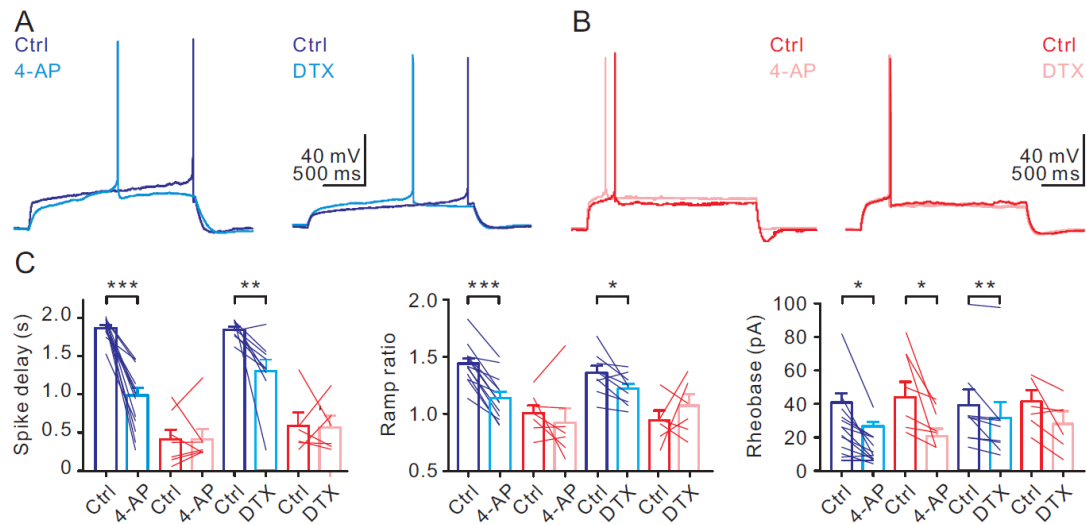 A
B
Ctrl
4-AP
Ctrl
DTX
40 mV
500 ms
Ctrl
4-AP
Ctrl
DTX
40 mV
500 ms
C
Spike delay (s)
2.0
1.5
1.0
0.5
0
*** **
Ctrl 4-AP Ctrl 4-AP Ctrl DTX Ctrl DTX
Ramp ratio
2.0
1.5
1.0
0.5
*** *
Ctrl 4-AP Ctrl 4-AP Ctrl DTX Ctrl DTX
Rheobase (pA)
100
80
60
40
20
0
* * **
Ctrl 4-AP Ctrl 4-AP Ctrl DTX Ctrl DTX